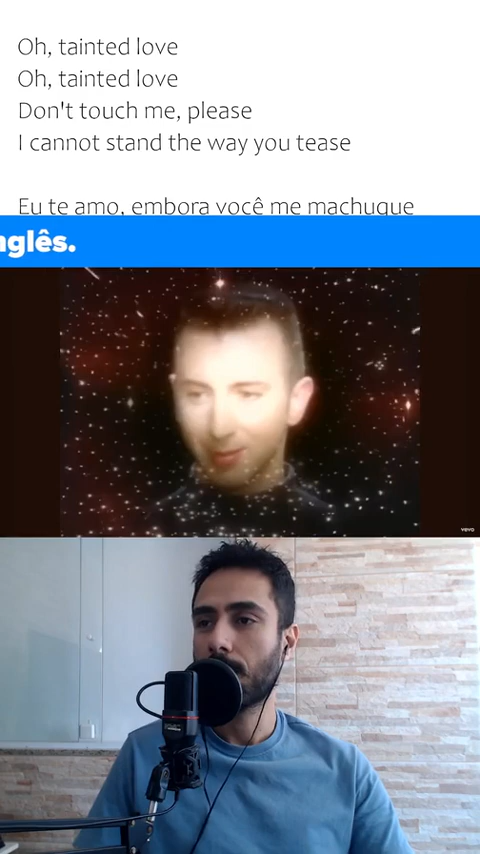 Oh, tainted love
Oh, tainted love
Don't touch me, please
I cannot stand the way you tease
Eu te amo, embora você me machuque
nglês.
vevo